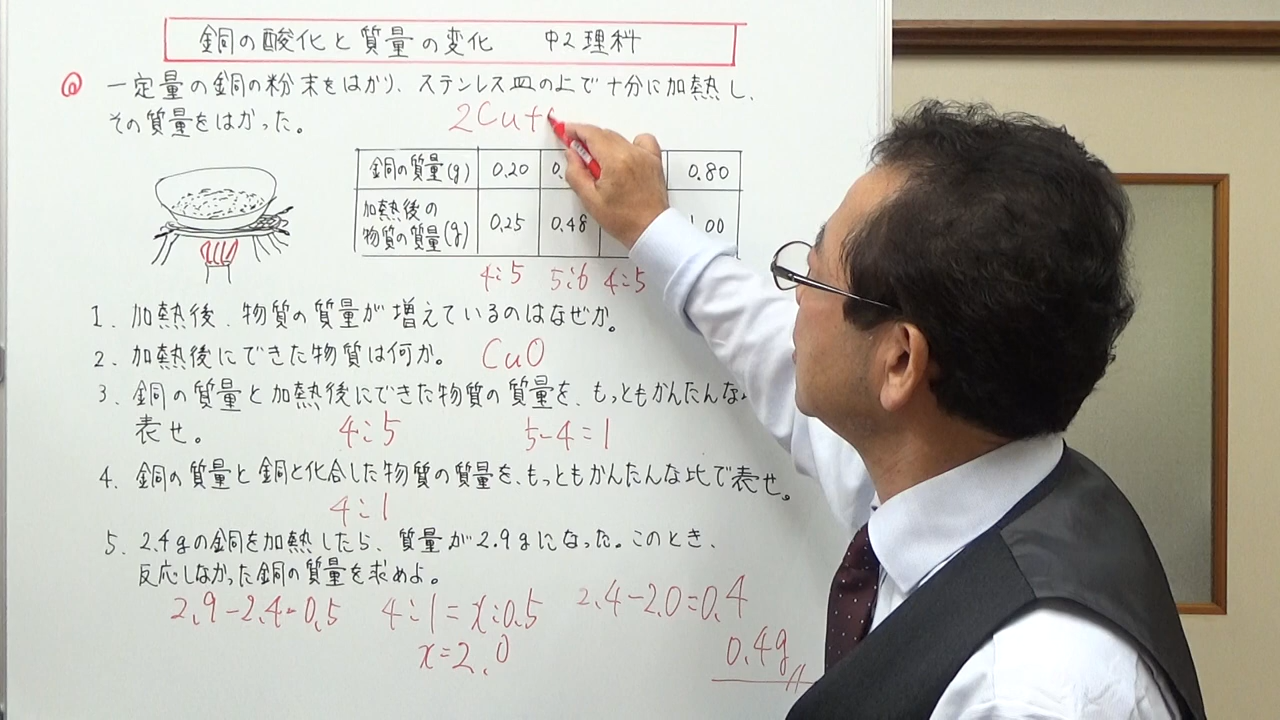 銅の酸化と質量の変化 中2理科
Q 一定量の銅の粉末をはかり、ステンレス皿の上で十分に加熱し、
その質量をはかった。
2Cu+
銅の質量(g) 0.20 0. 0.80
加熱後の
物質の質量(g) 0.25 0.48 .00
4:5 5:6 4:5
1. 加熱後、物質の質量が増えているのはなぜか。
2. 加熱後にできた物質は何か。 CuO
3. 銅の質量と加熱後にできた物質の質量を、もっともかんたんな
表せ。 4:5 5-4=1
4. 銅の質量と銅と化合した物質の質量を、もっともかんたんな比で表せ。
4:1
5. 2.4gの銅を加熱したら、質量が2.9gになった。このとき、
反応しなかった銅の質量を求めよ。
2.9-2.4=0.5 4:1=x:0.5 2.4-2.0=0.4
x=2.0 0.4g